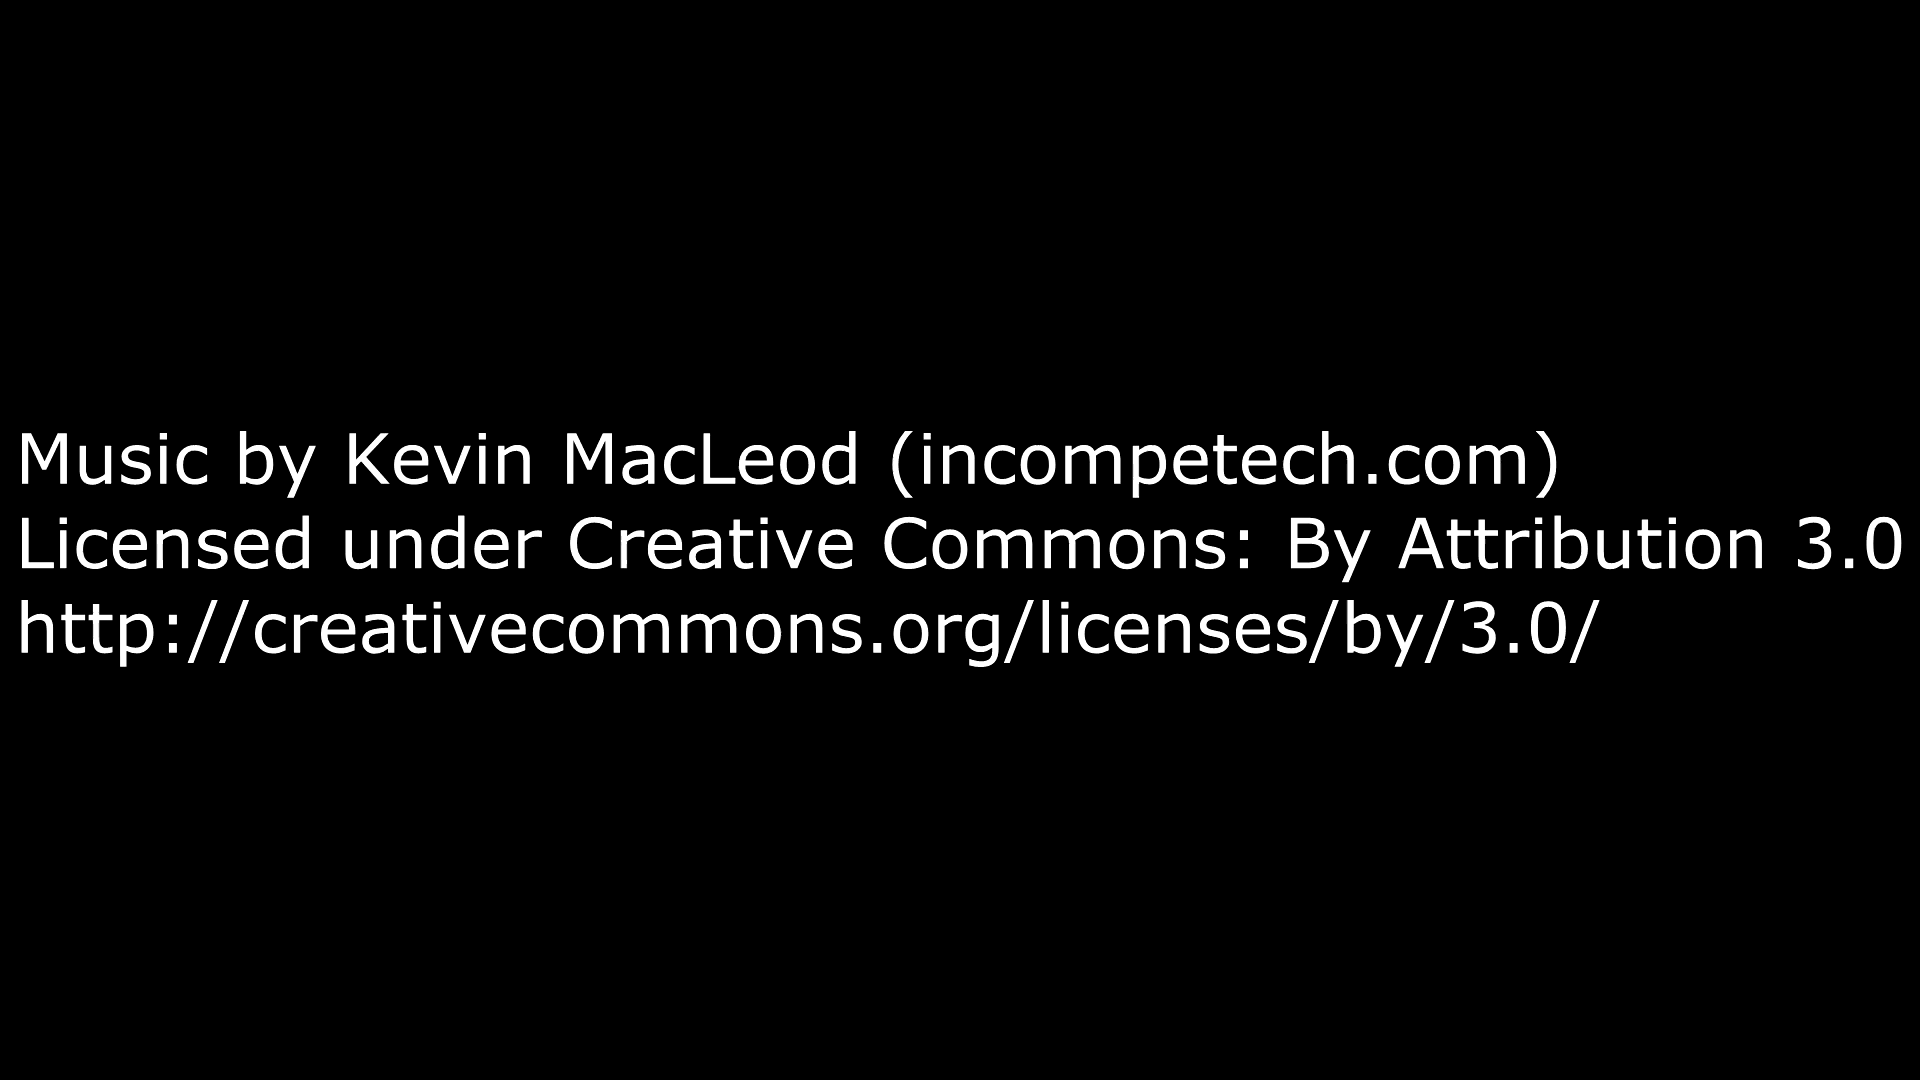 Music by Kevin MacLeod (incompetech.com)
Licensed under Creative Commons: By Attribution 3.0
http://creativecommons.org/licenses/by/3.0/